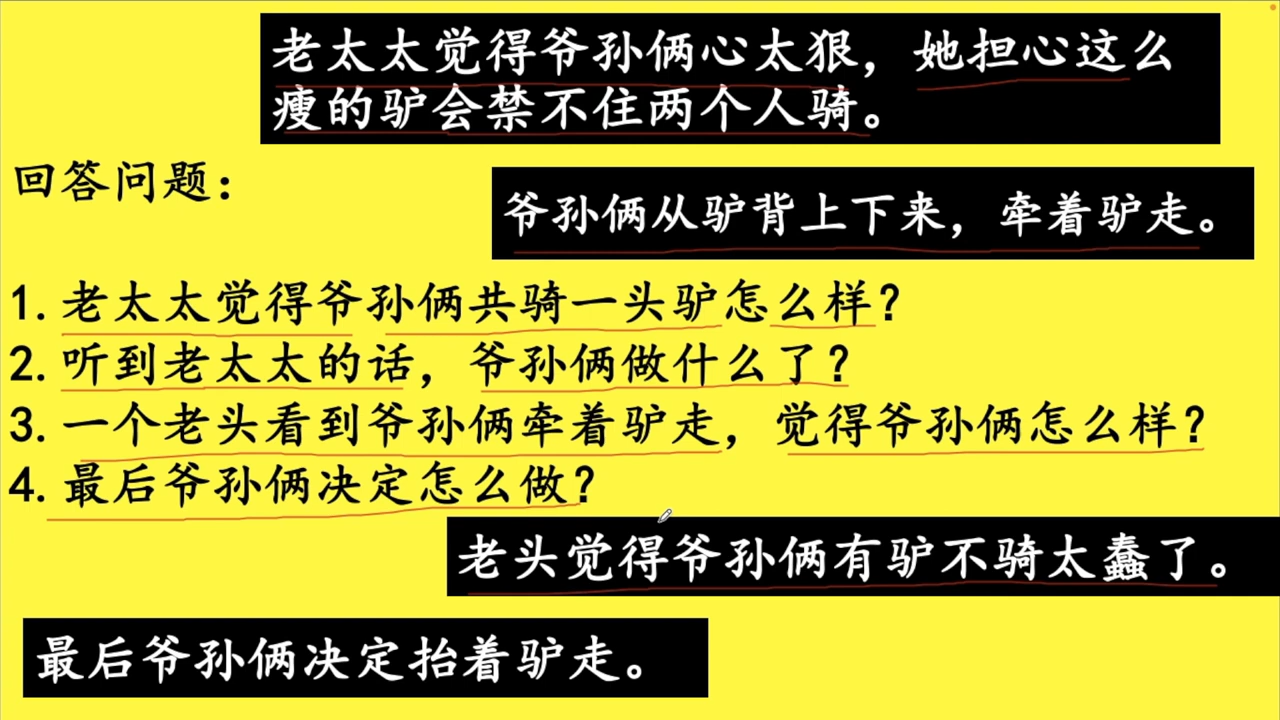 老太太觉得爷孙俩心太狠，她担心这么
瘦的驴会禁不住两个人骑。
回答问题：
爷孙俩从驴背上下来，牵着驴走。
1.老太太觉得爷孙俩共骑一头驴怎么样？
2.听到老太太的话，爷孙俩做什么了？
3.一个老头看到爷孙俩牵着驴走，觉得爷孙俩怎么样？
4.最后爷孙俩决定怎么做？
老头觉得爷孙俩有驴不骑太蠢了。
最后爷孙俩决定抬着驴走。